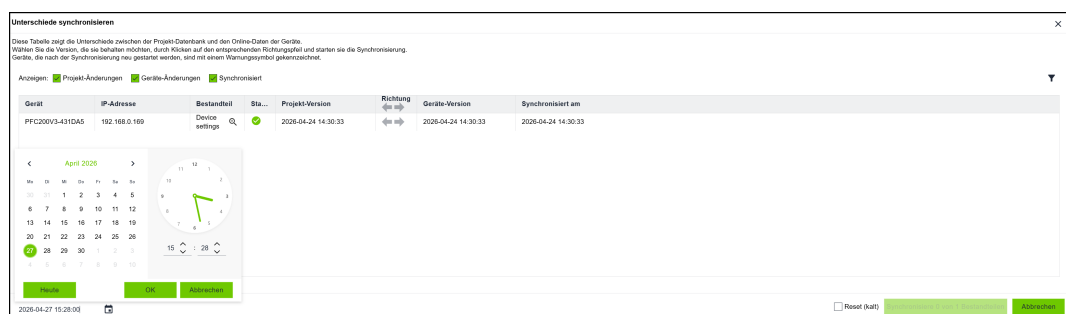 Unterschiede synchronisieren
Diese Tabelle zeigt die Unterschiede zwischen der Projekt-Datenbank und den Online-Daten der Geräte.
Wählen Sie die Version, die sie behalten möchten, durch Klicken auf den entsprechenden Richtungspfeil und starten sie die Synchronisierung.
Geräte, die nach der Synchronisierung neu gestartet werden, sind mit einem Warnungssymbol gekennzeichnet.
Anzeigen: Projekt-Änderungen Geräte-Änderungen Synchronisiert
Gerät IP-Adresse Bestandteil Sta... Projekt-Version Richtung Geräte-Version Synchronisiert am
PFC200V3-431DA5 192.168.0.169 Device settings 2026-04-24 14:30:33 2026-04-24 14:30:33 2026-04-24 14:30:33
April 2026
Mo Di Mi Do Fr Sa So
30 31 1 2 3 4 5
6 7 8 9 10 11 12
13 14 15 16 17 18 19
20 21 22 23 24 25 26
27 28 29 30 1 2 3
4 5 6 7 8 9 10
12 1 2 3 4 5 6 7 8 9 10 11
15 : 28
Heute OK Abbrechen
2026-04-27 15:28:00
Reset (kalt) Abbrechen